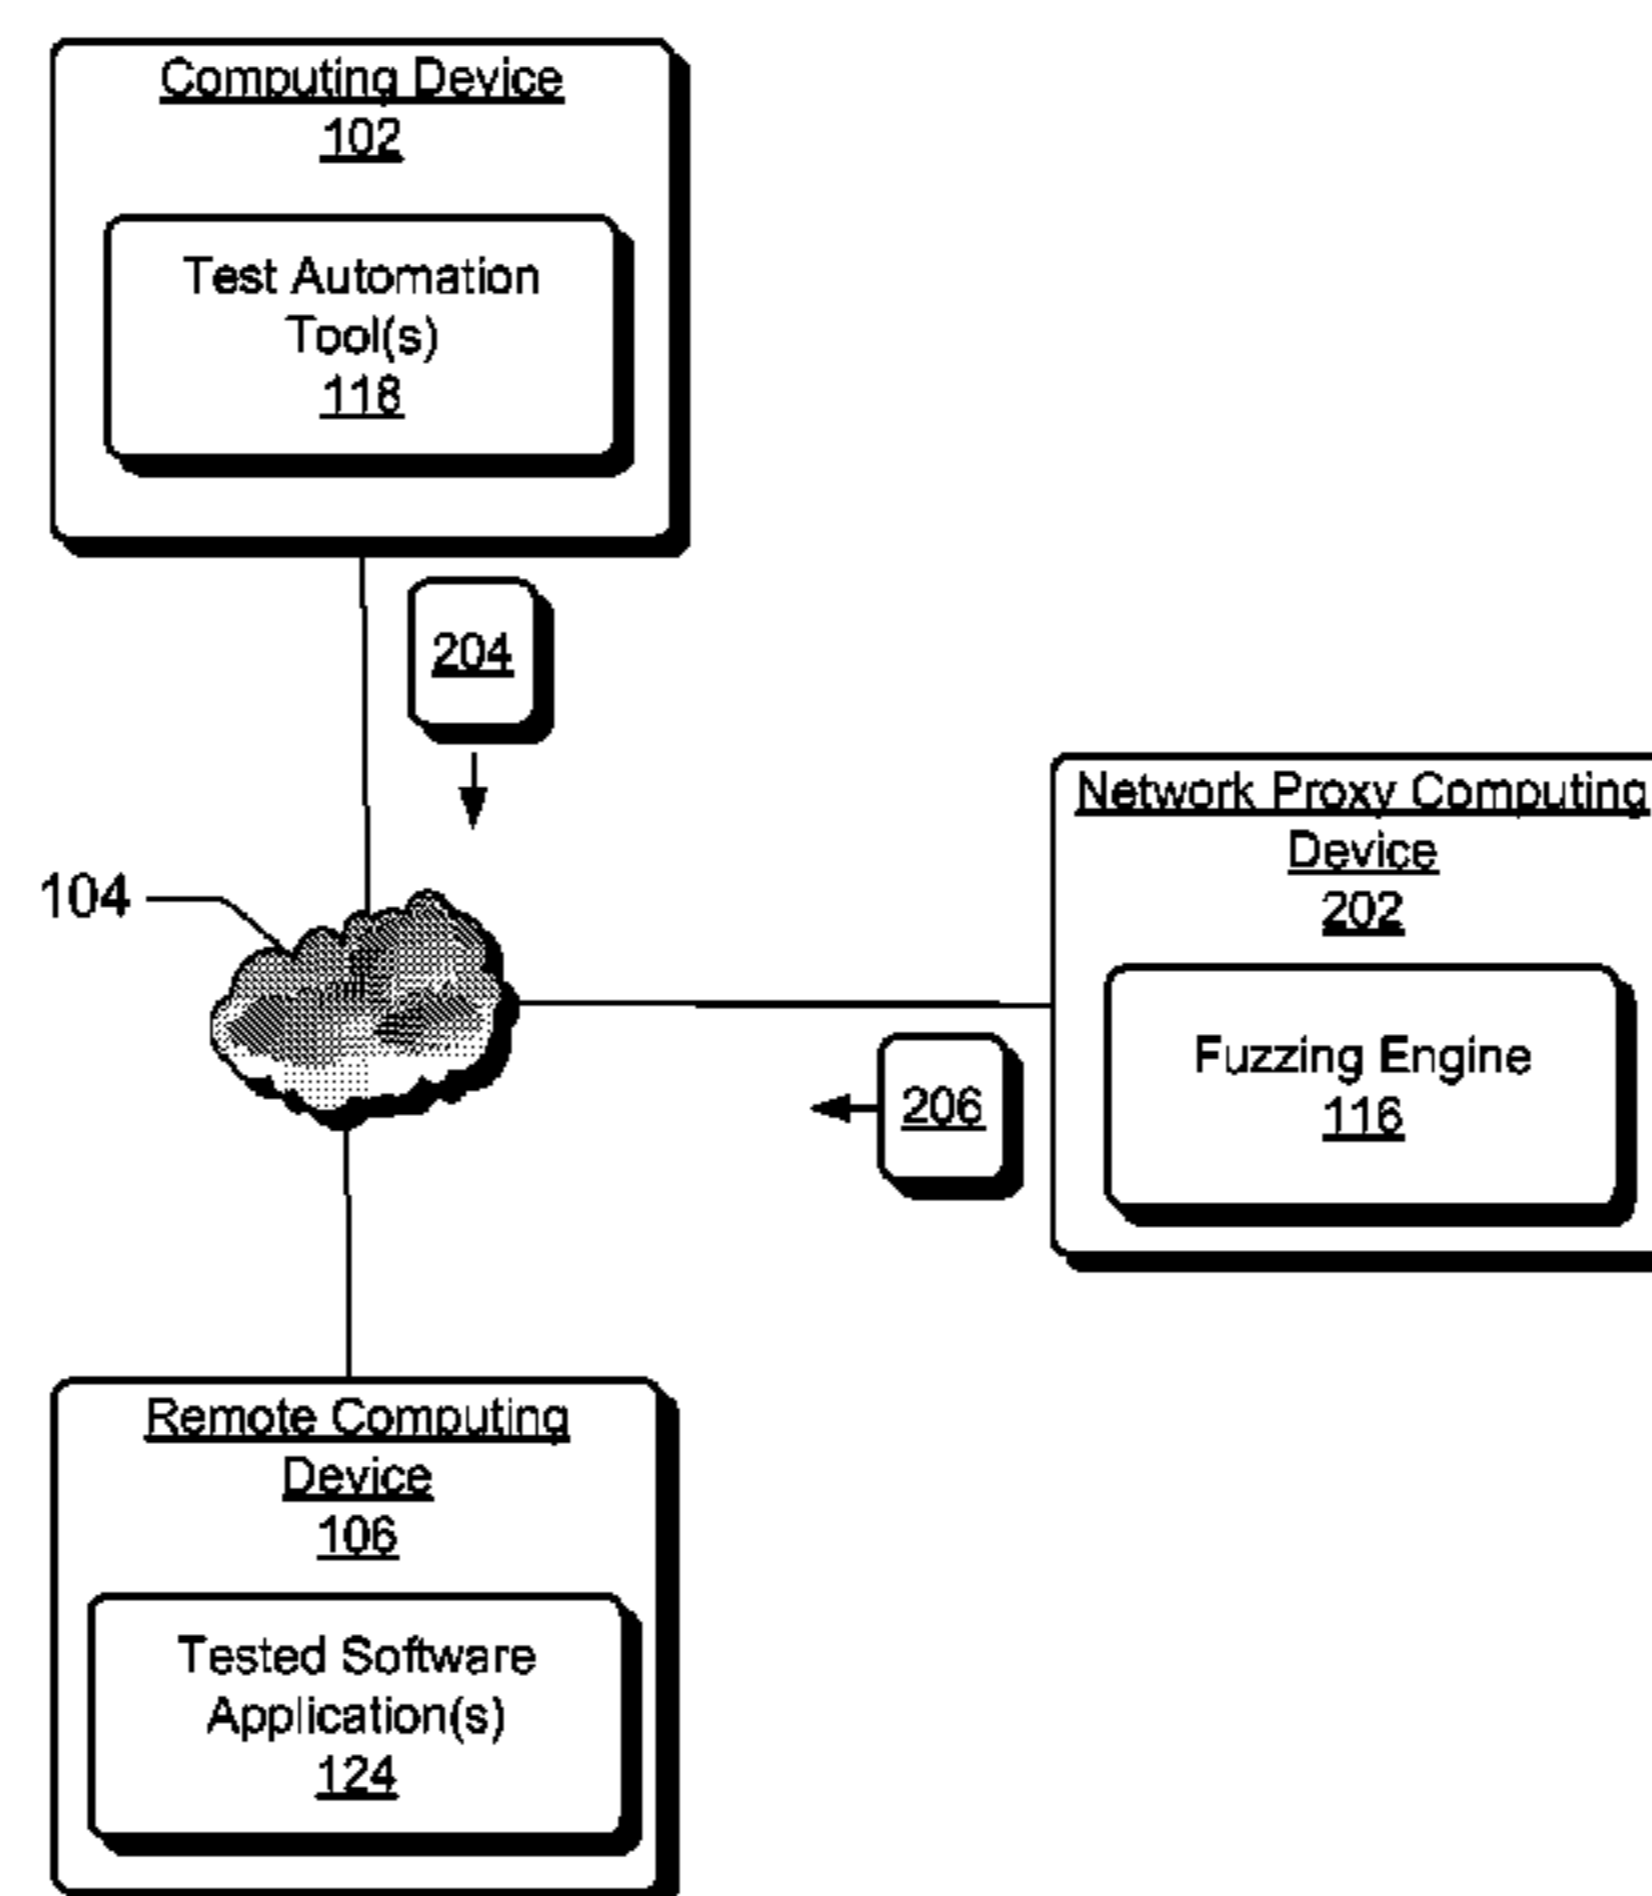 Computing Device
102
Test Automation
Tool(s)
118
204
Network Proxy Computing
Device
202
104
Fuzzing Engine
116
206
Remote Computing
Device
106
Tested Software
Application(s)
124